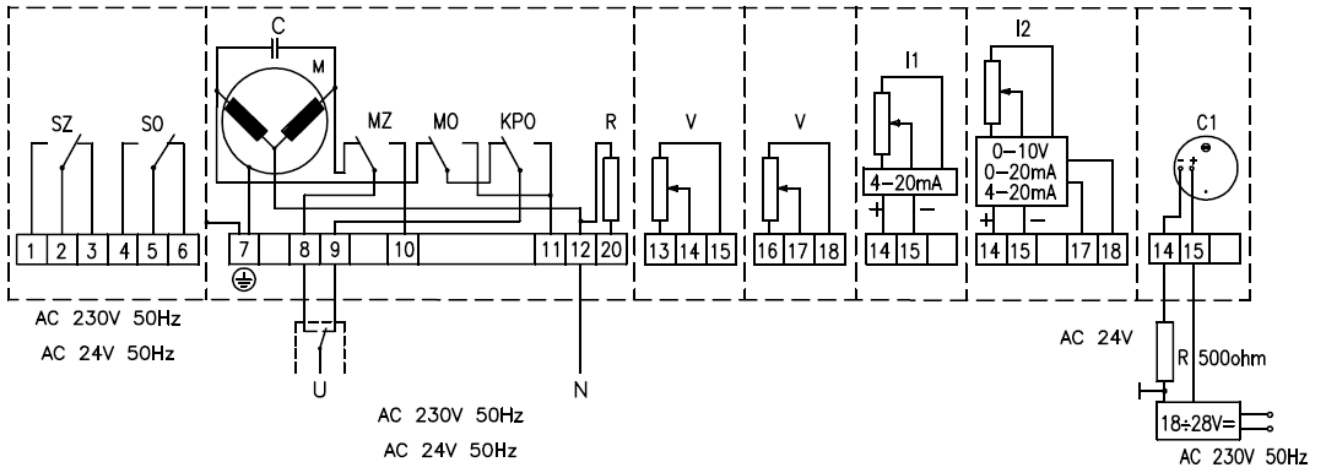 C
M
SZ
SO
MZ
MO
KPO
R
V
V
I1
I2
C1
0-10V
0-20mA
4-20mA
4-20mA
+ -
+ -
- +
1 2 3 4 5 6
7 8 9 10 11 12 20
13 14 15
16 17 18
14 15
14 15 17 18
14 15
AC 230V 50Hz
AC 24V 50Hz
U
N
AC 230V 50Hz
AC 24V 50Hz
AC 24V
R 500ohm
18÷28V=
AC 230V 50Hz